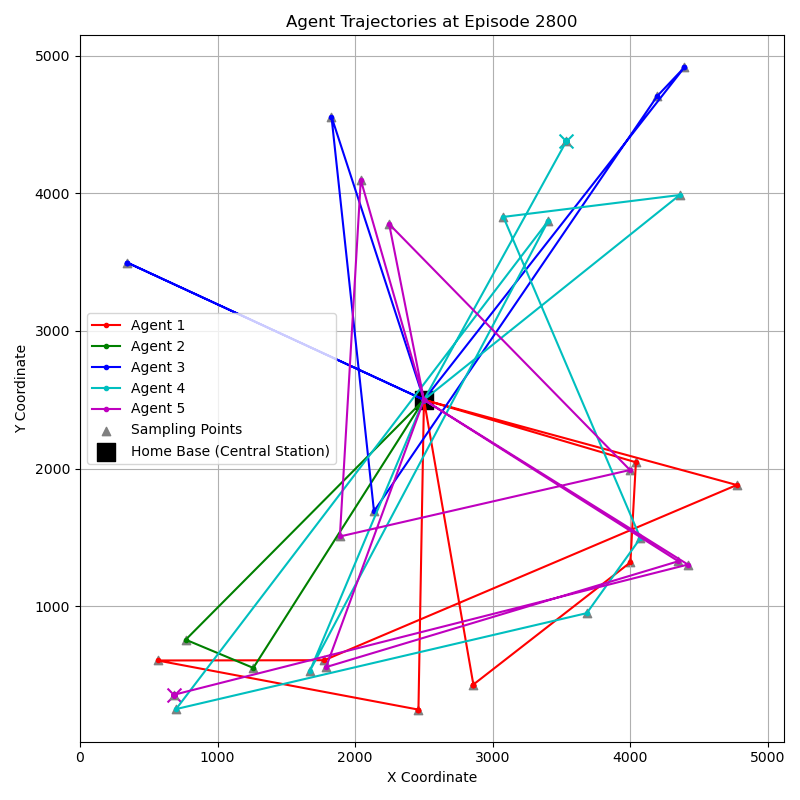 Agent Trajectories at Episode 2800
Y Coordinate
5000
4000
3000
2000
1000
Agent 1
Agent 2
Agent 3
Agent 4
Agent 5
Sampling Points
Home Base (Central Station)
0 1000 2000 3000 4000 5000
X Coordinate